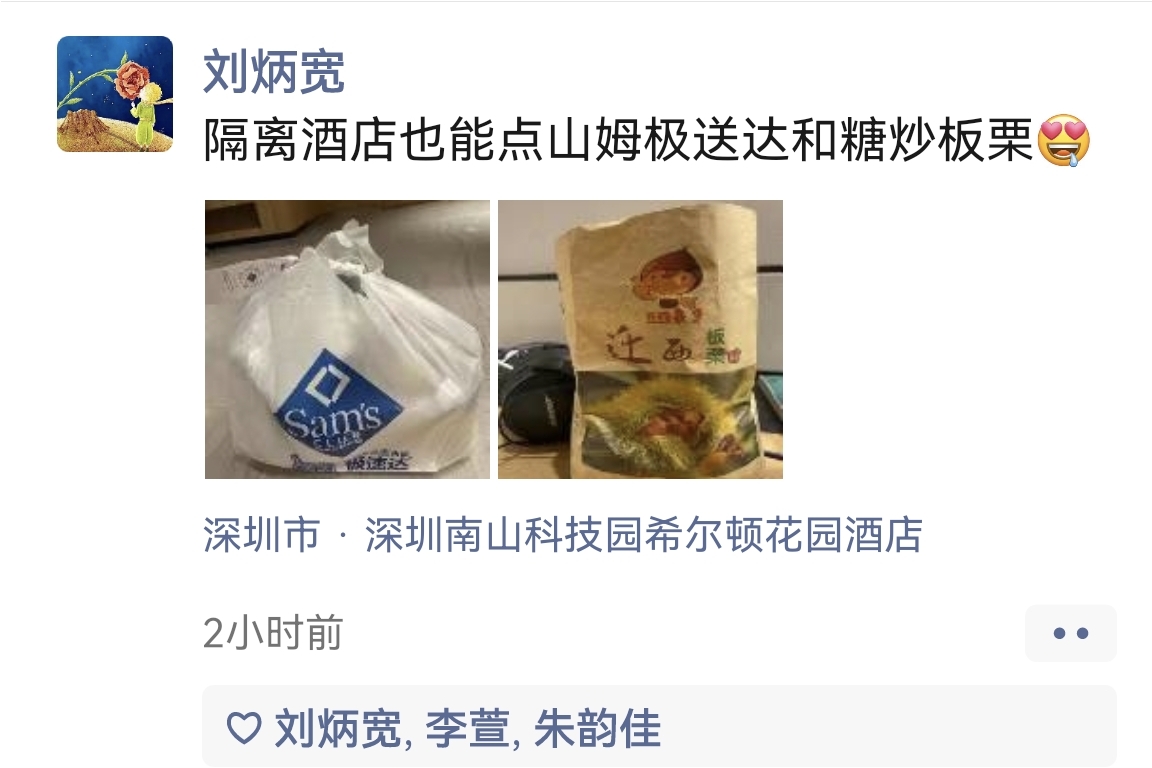 刘炳宽
隔离酒店也能点山姆极送达和糖炒板栗😍
Sam's
CLUB
极速达
迁西
板栗
深圳市 · 深圳南山科技园希尔顿花园酒店
2小时前
刘炳宽, 李萱, 朱韵佳